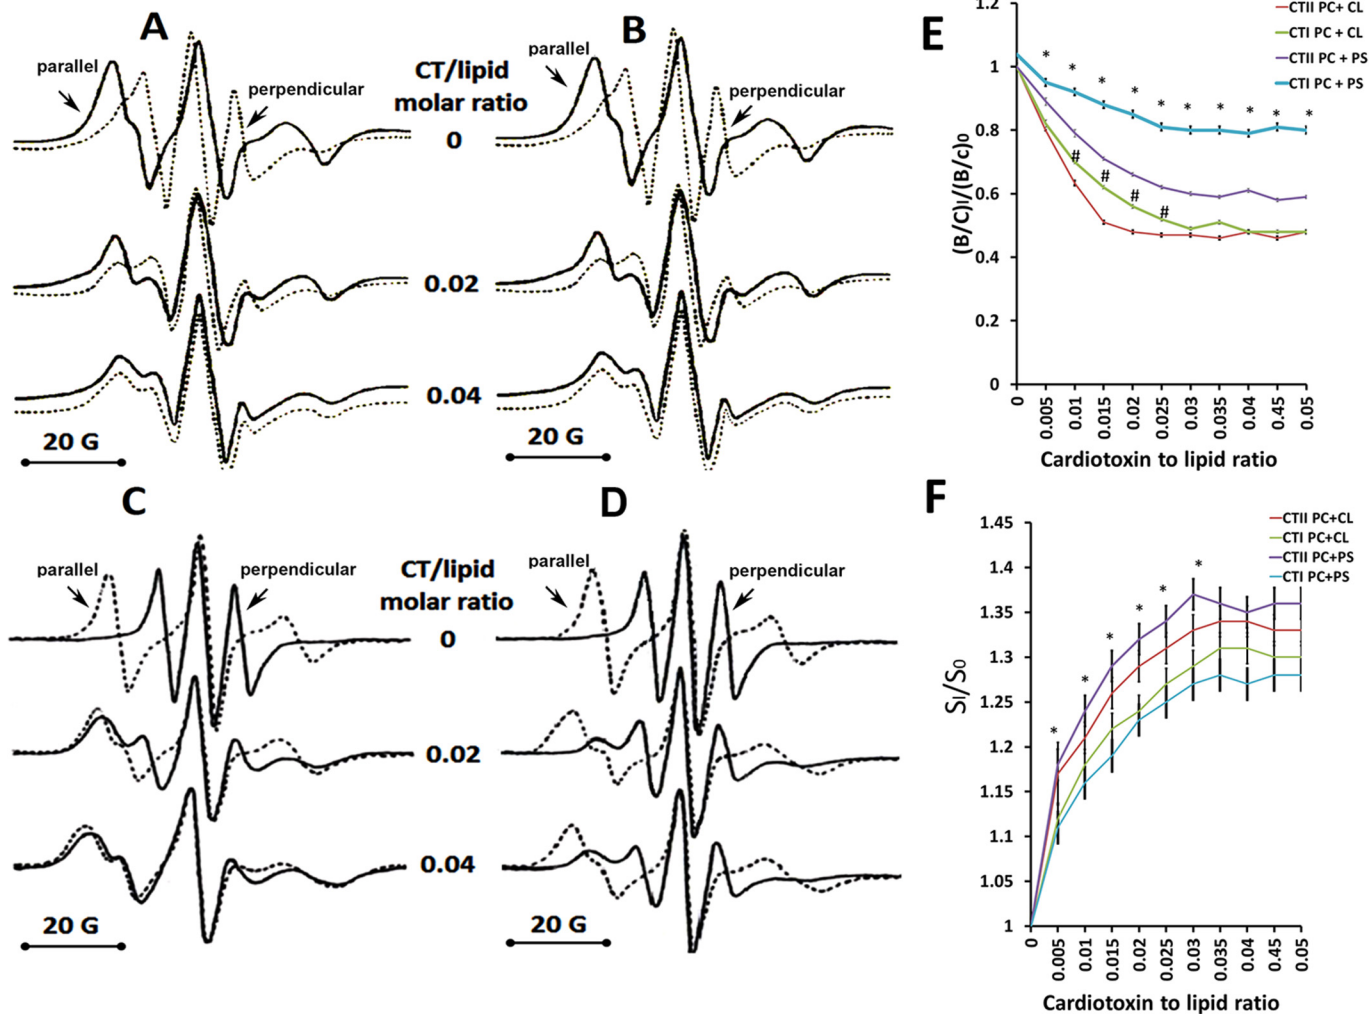 A
parallel
perpendicular
CT/lipid
molar ratio
0
0.02
0.04
20 G
B
parallel
perpendicular
20 G
C
parallel
perpendicular
CT/lipid
molar ratio
0
0.02
0.04
20 G
D
parallel
perpendicular
20 G
E
CTII PC+ CL
CTI PC + CL
CTII PC + PS
CTI PC + PS
(B/C)I/(B/c)0
1.2
1
0.8
0.6
0.4
0.2
0
* * * * * * * * * *
# # # #
0 0.005 0.01 0.015 0.02 0.025 0.03 0.035 0.04 0.45 0.05
Cardiotoxin to lipid ratio
F
CTII PC+CL
CTI PC+CL
CTII PC+PS
CTI PC+PS
SI/S0
1.45
1.4
1.35
1.3
1.25
1.2
1.15
1.1
1.05
1
* * * * * *
0 0.005 0.01 0.015 0.02 0.025 0.03 0.035 0.04 0.45 0.05
Cardiotoxin to lipid ratio